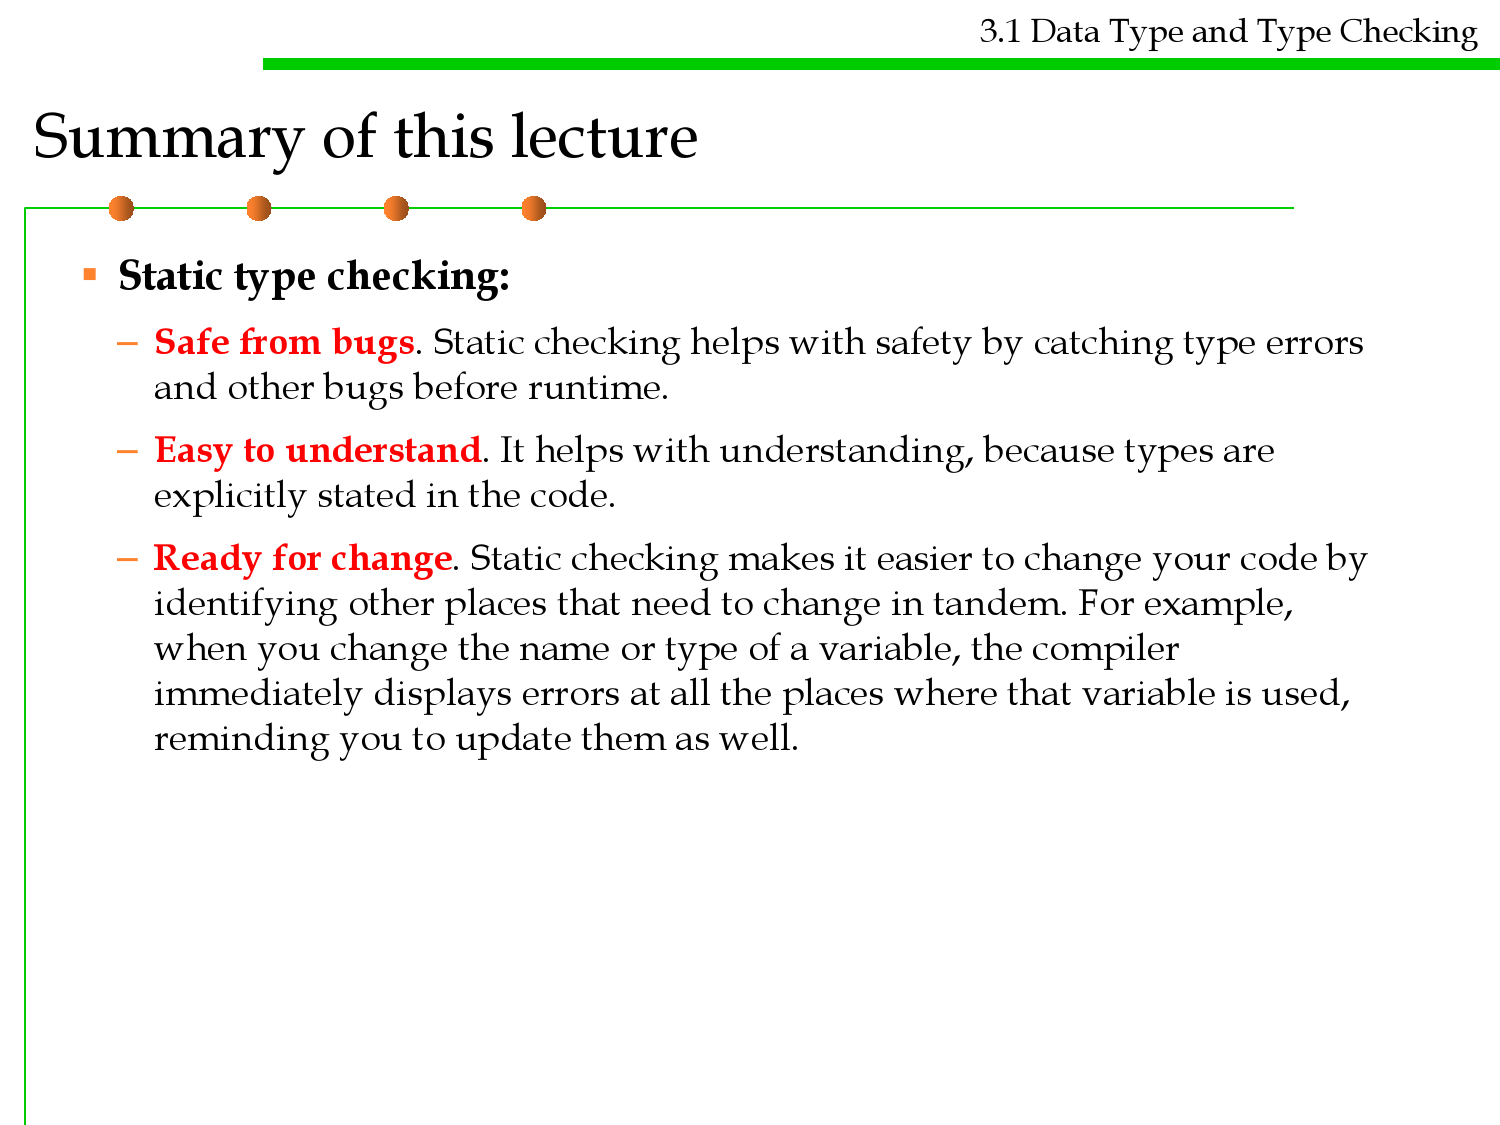 3.1 Data Type and Type Checking
Summary of this lecture
▪ Static type checking:
– Safe from bugs. Static checking helps with safety by catching type errors
and other bugs before runtime.
– Easy to understand. It helps with understanding, because types are
explicitly stated in the code.
– Ready for change. Static checking makes it easier to change your code by
identifying other places that need to change in tandem. For example,
when you change the name or type of a variable, the compiler
immediately displays errors at all the places where that variable is used,
reminding you to update them as well.